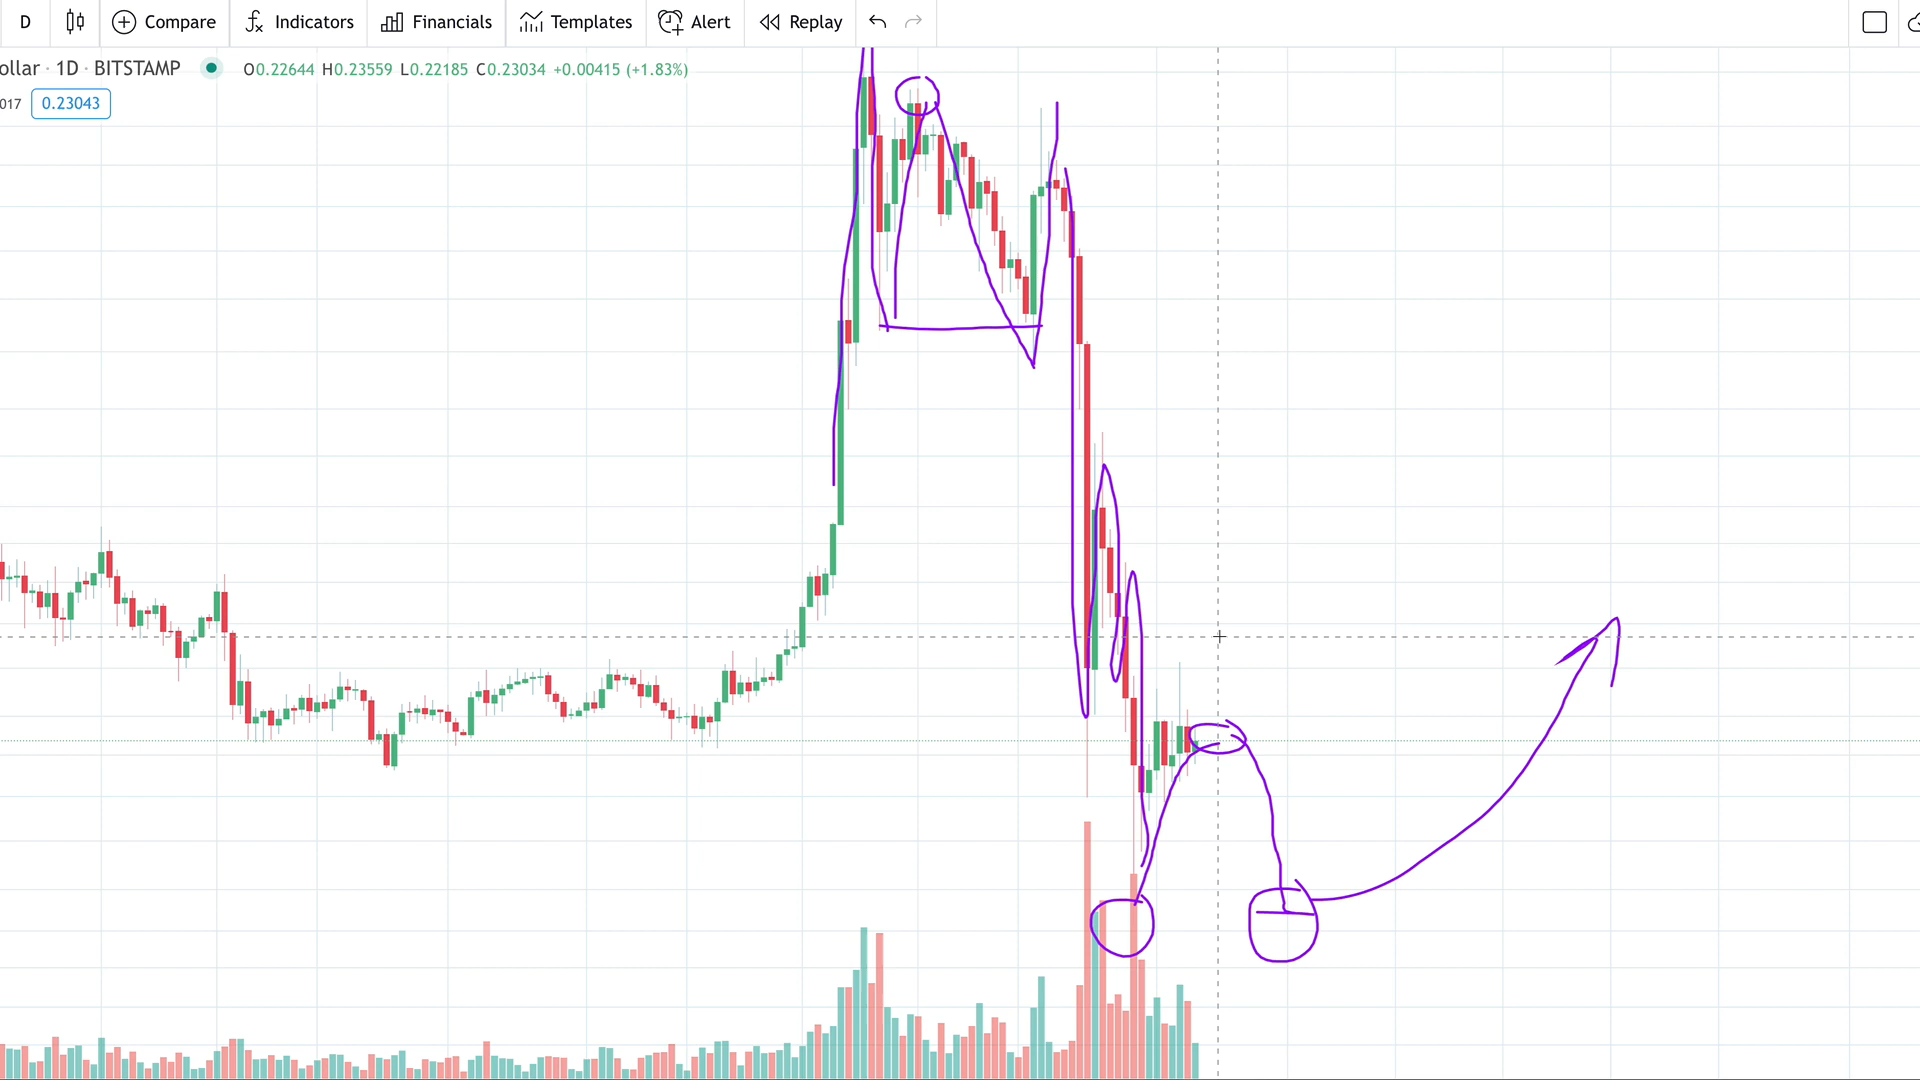 D Compare Indicators Financials Templates Alert Replay
ollar · 1D · BITSTAMP O0.22644 H0.23559 L0.22185 C0.23034 +0.00415 (+1.83%)
017 0.23043